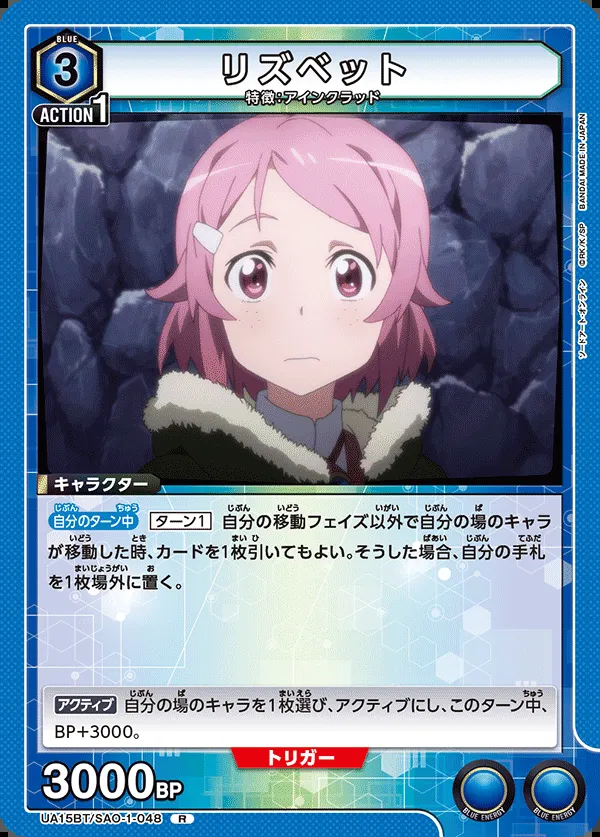 BLUE
3
リズベット
特徴:アインクラッド
ACTION 1
BANDAI MADE IN JAPAN
©RK/K/SP
ソードアート・オンライン
キャラクター
自分のターン中 ターン1 自分の移動フェイズ以外で自分の場のキャラ
が移動した時、カードを1枚引いてもよい。そうした場合、自分の手札
を1枚場外に置く。
アクティブ 自分の場のキャラを1枚選び、アクティブにし、このターン中、
BP+3000。
トリガー
3000BP
BLUE ENERGY
BLUE ENERGY
UA15BT/SAO-1-048 R